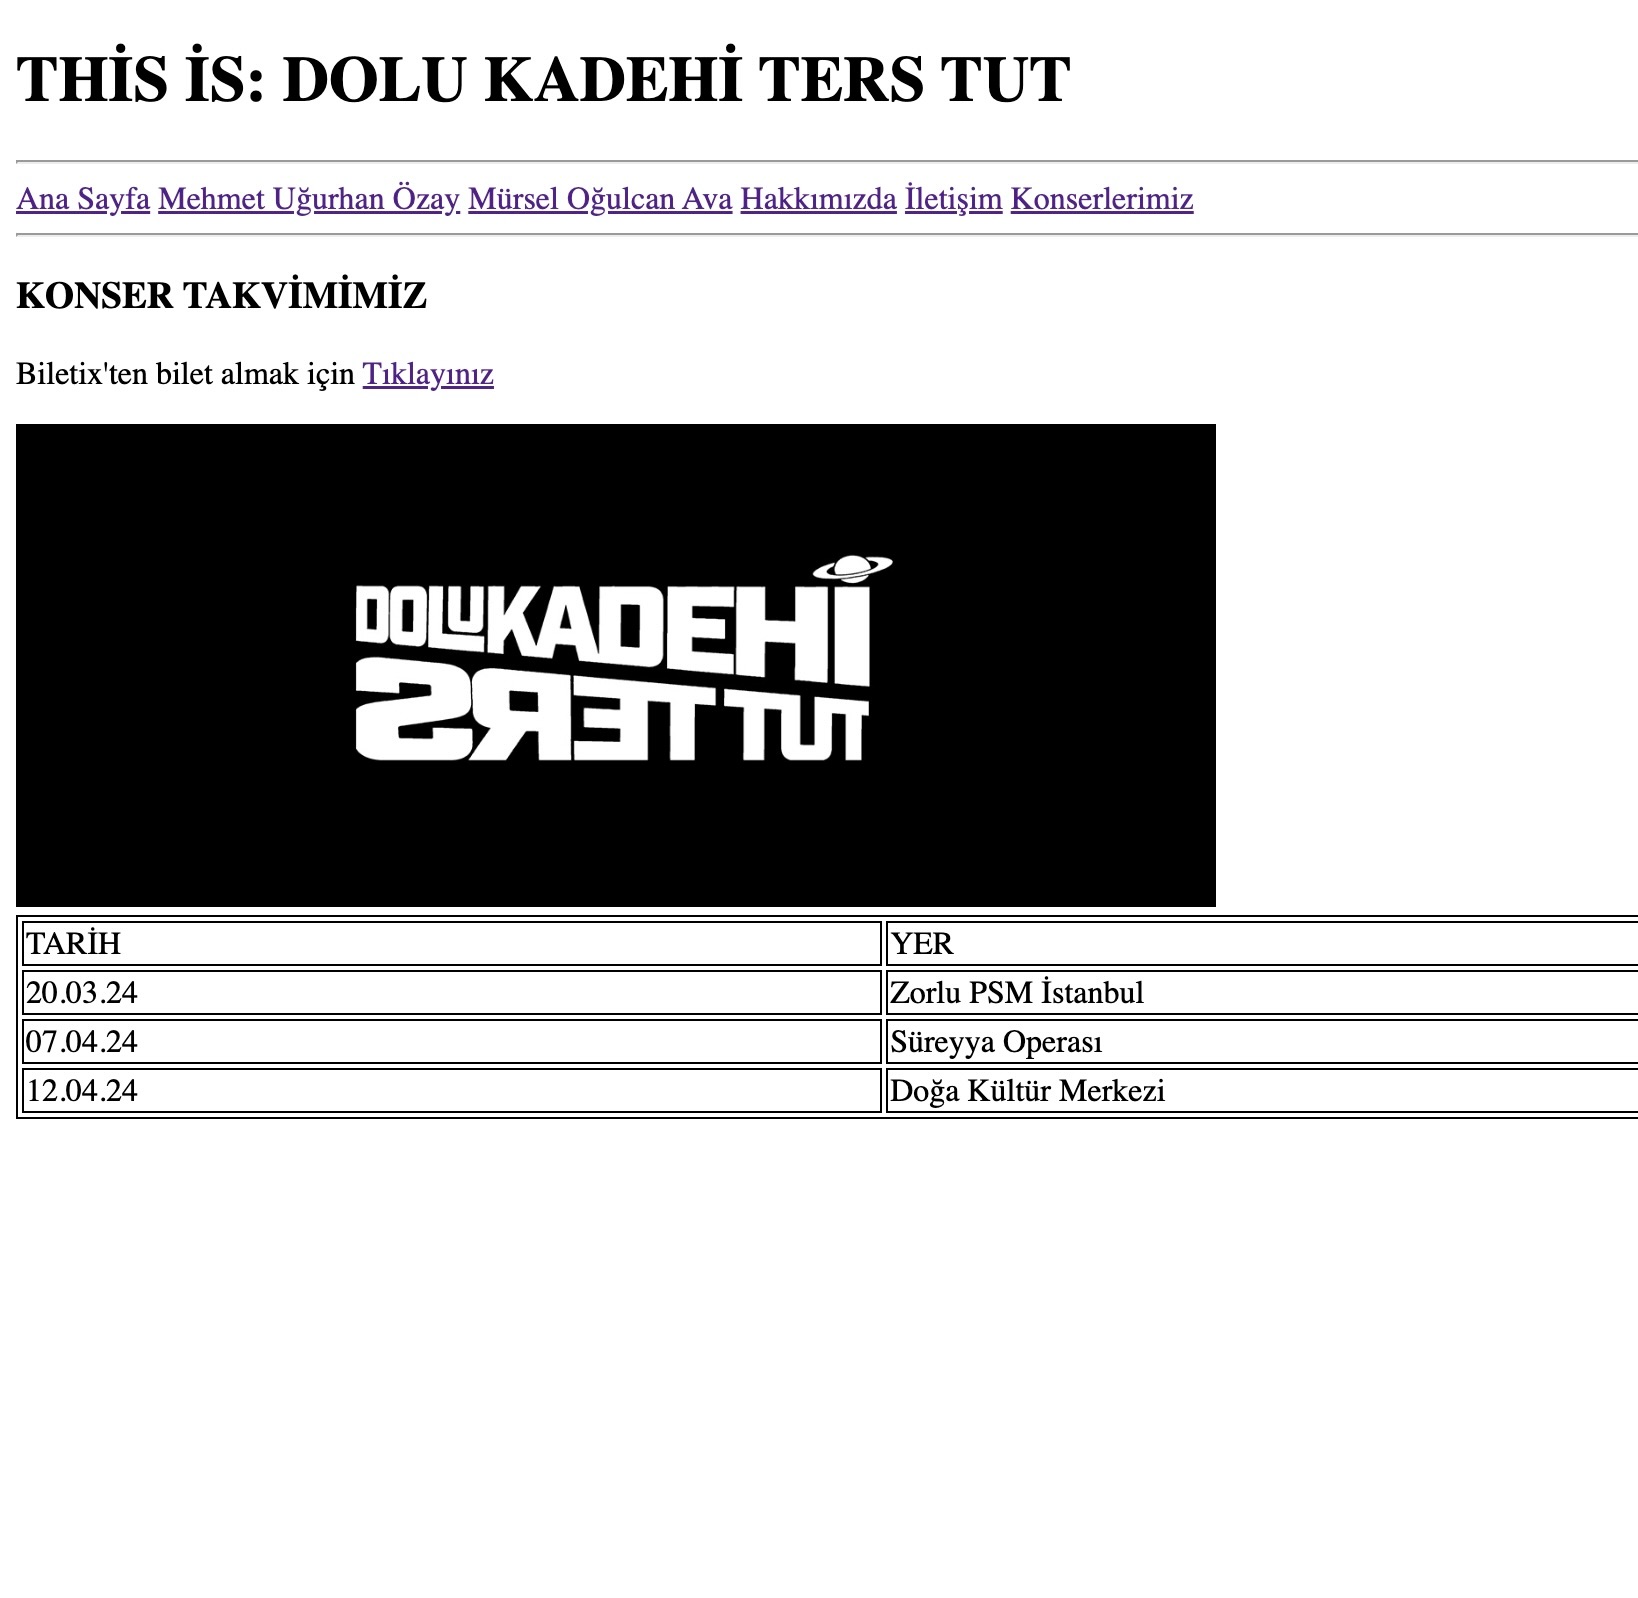 THİS İS: DOLU KADEHİ TERS TUT
Ana Sayfa Mehmet Uğurhan Özay Mürsel Oğulcan Ava Hakkımızda İletişim Konserlerimiz
KONSER TAKVİMİMİZ
Biletix'ten bilet almak için Tıklayınız
DOLU KADEHİ
TERS TUT
TARİH YER
20.03.24 Zorlu PSM İstanbul
07.04.24 Süreyya Operası
12.04.24 Doğa Kültür Merkezi